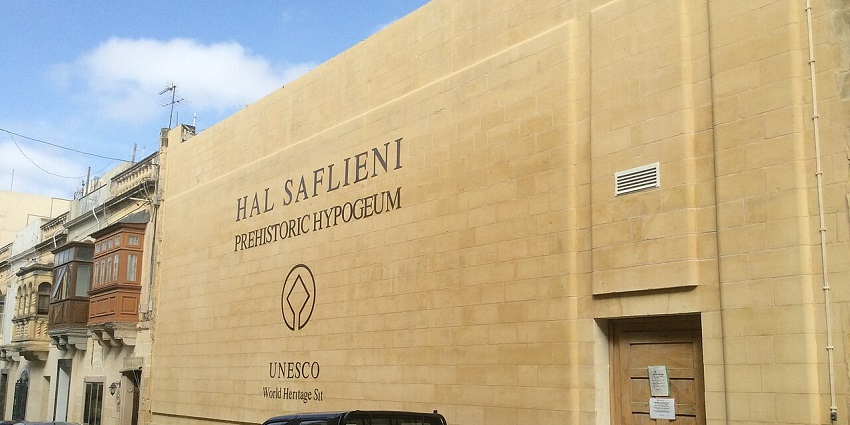 HAL SAFLIENI
PREHISTORIC HYPOGEUM
UNESCO
World Heritage Sit